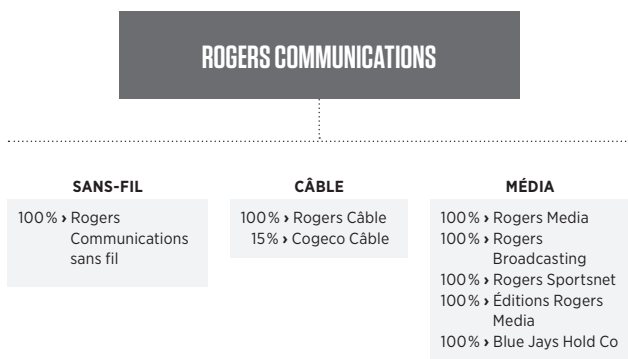 ROGERS COMMUNICATIONS
SANS-FIL
100% › Rogers
Communications
sans fil
CÂBLE
100% › Rogers Câble
15% › Cogeco Câble
MÉDIA
100% › Rogers Media
100% › Rogers
Broadcasting
100% › Rogers Sportsnet
100% › Éditions Rogers
Media
100% › Blue Jays Hold Co